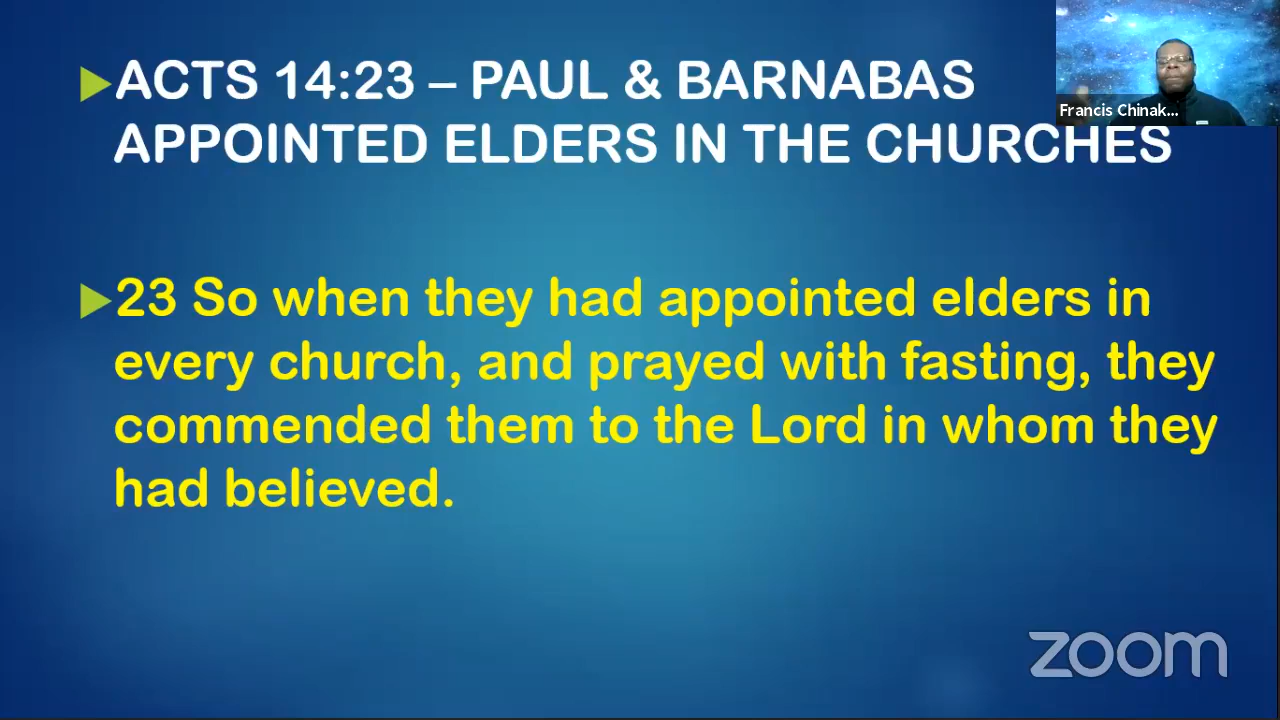 ACTS 14:23 – PAUL & BARNABAS
APPOINTED ELDERS IN THE CHURCHES
Francis Chinak...
23 So when they had appointed elders in
every church, and prayed with fasting, they
commended them to the Lord in whom they
had believed.
zoom